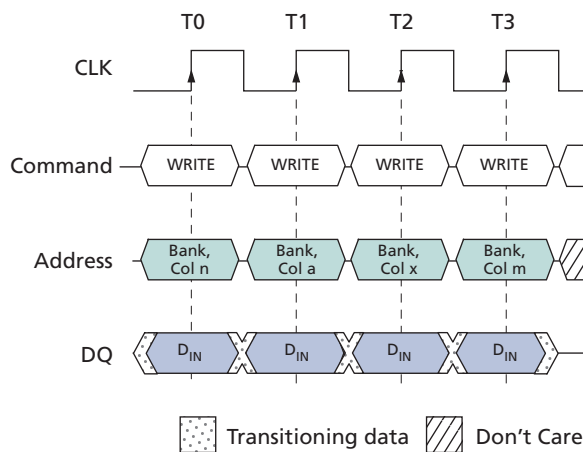 T0 T1 T2 T3
CLK
Command WRITE WRITE WRITE WRITE
Address Bank, Col n Bank, Col a Bank, Col x Bank, Col m
DQ DIN DIN DIN DIN
Transitioning data Don't Care